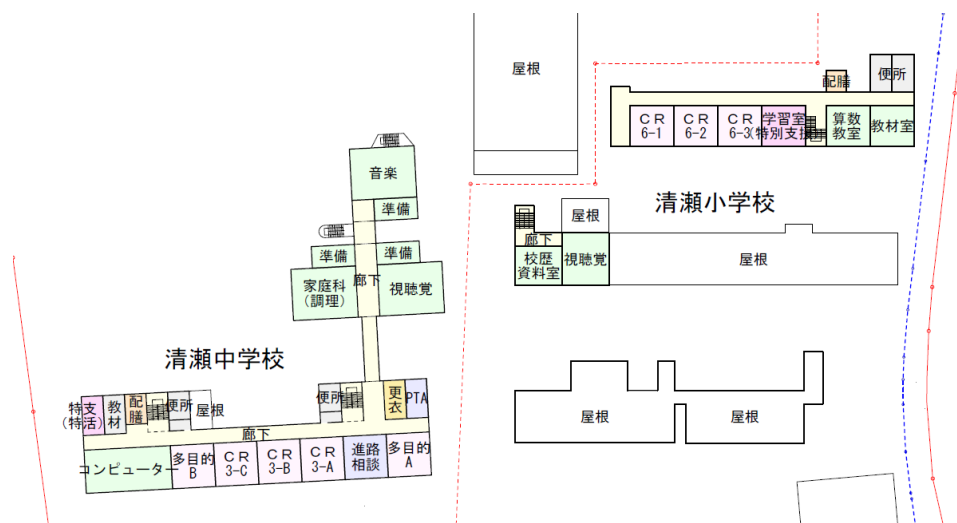 屋根
配膳
便所
ＣＲ
6-1
ＣＲ
6-2
ＣＲ
6-3
学習室
(特別支援
算数
教室
教材室
清瀬小学校
屋根
廊下
校歴
資料室
視聴覚
屋根
屋根
屋根
音楽
準備
準備
準備
家庭科
(調理)
廊下
視聴覚
清瀬中学校
特支
(特活)
教
材
配
膳
便所
屋根
便所
更
衣
PTA
廊下
コンピューター
多目的
B
ＣＲ
3-C
ＣＲ
3-B
ＣＲ
3-A
進路
相談
多目的
A